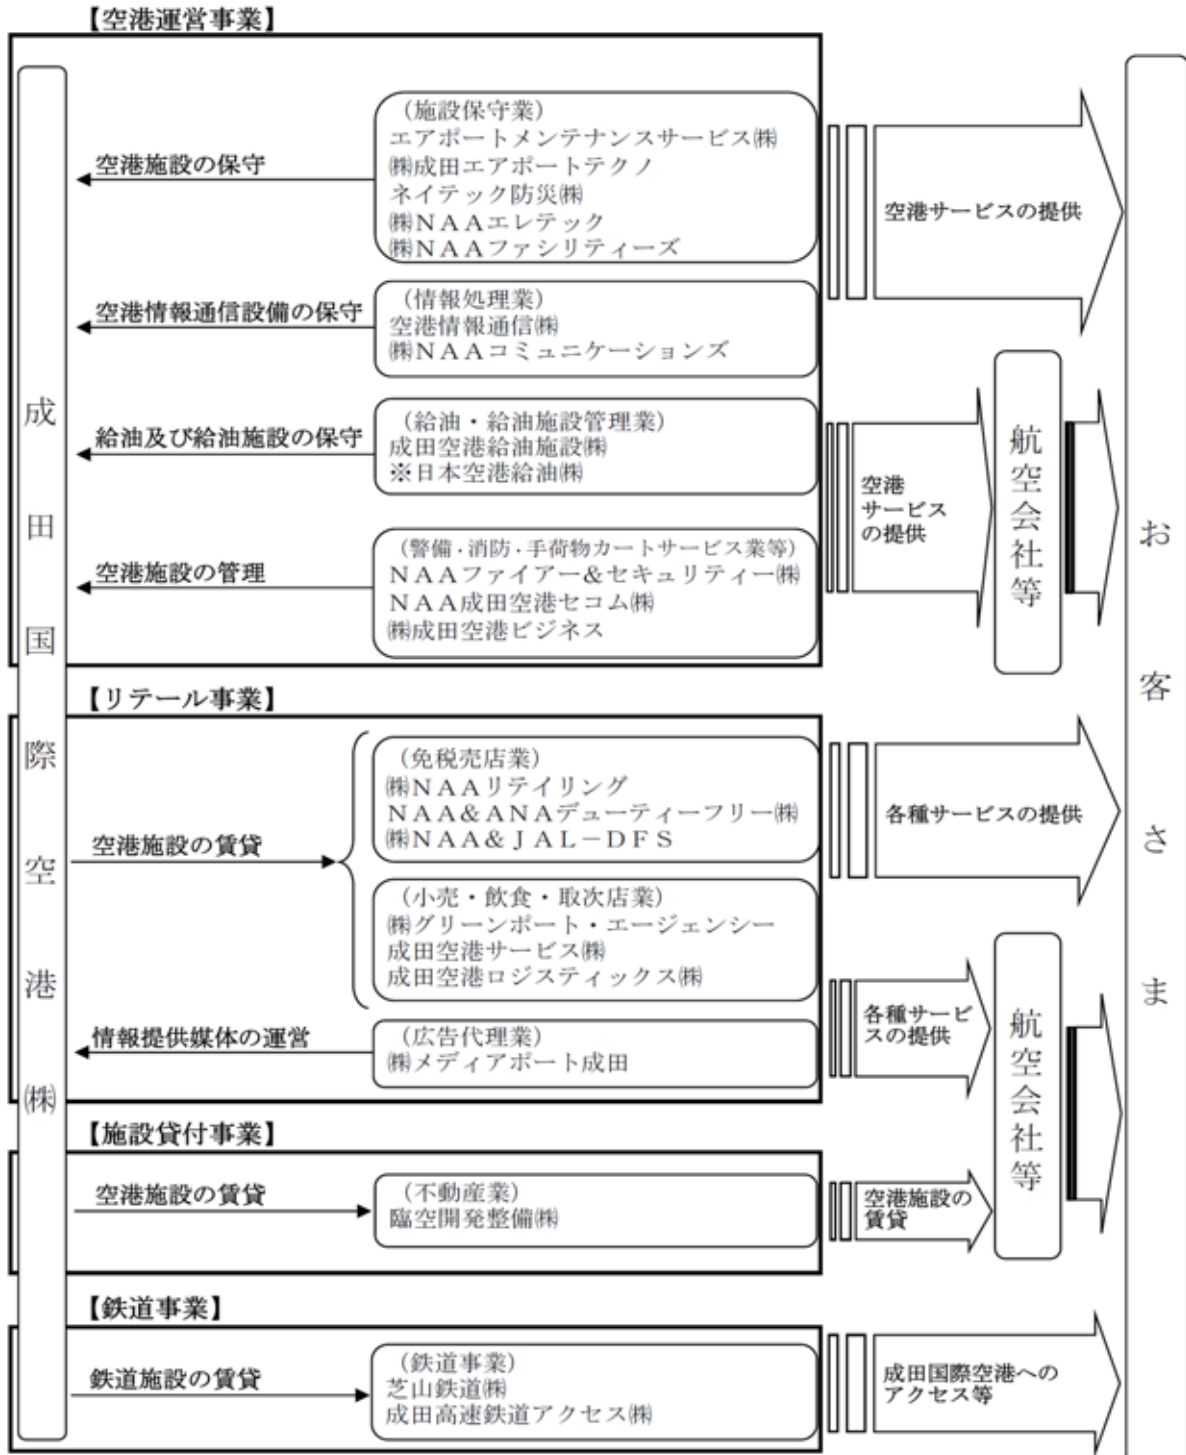 【空港運営事業】
成田国際空港㈱
空港施設の保守
（施設保守業）
エアポートメンテナンスサービス㈱
㈱成田エアポートテクノ
ネイテック防災㈱
㈱ＮＡＡエレテック
㈱ＮＡＡファシリティーズ
空港サービスの提供
空港情報通信設備の保守
（情報処理業）
空港情報通信㈱
㈱ＮＡＡコミュニケーションズ
給油及び給油施設の保守
（給油・給油施設管理業）
成田空港給油施設㈱
※日本空港給油㈱
空港施設の管理
（警備・消防・手荷物カートサービス業等）
ＮＡＡファイアー＆セキュリティー㈱
ＮＡＡ成田空港セコム㈱
㈱成田空港ビジネス
空港
サービス
の提供
航空会社等
お客さま
【リテール事業】
空港施設の賃貸
（免税売店業）
㈱ＮＡＡリテイリング
ＮＡＡ＆ＡＮＡデューティーフリー㈱
㈱ＮＡＡ＆ＪＡＬ－ＤＦＳ
各種サービスの提供
（小売・飲食・取次店業）
㈱グリーンポート・エージェンシー
成田空港サービス㈱
成田空港ロジスティックス㈱
情報提供媒体の運営
（広告代理業）
㈱メディアポート成田
各種サービ
スの提供
航空会社等
【施設貸付事業】
空港施設の賃貸
（不動産業）
臨空開発整備㈱
空港施設の
賃貸
【鉄道事業】
鉄道施設の賃貸
（鉄道事業）
芝山鉄道㈱
成田高速鉄道アクセス㈱
成田国際空港への
アクセス等